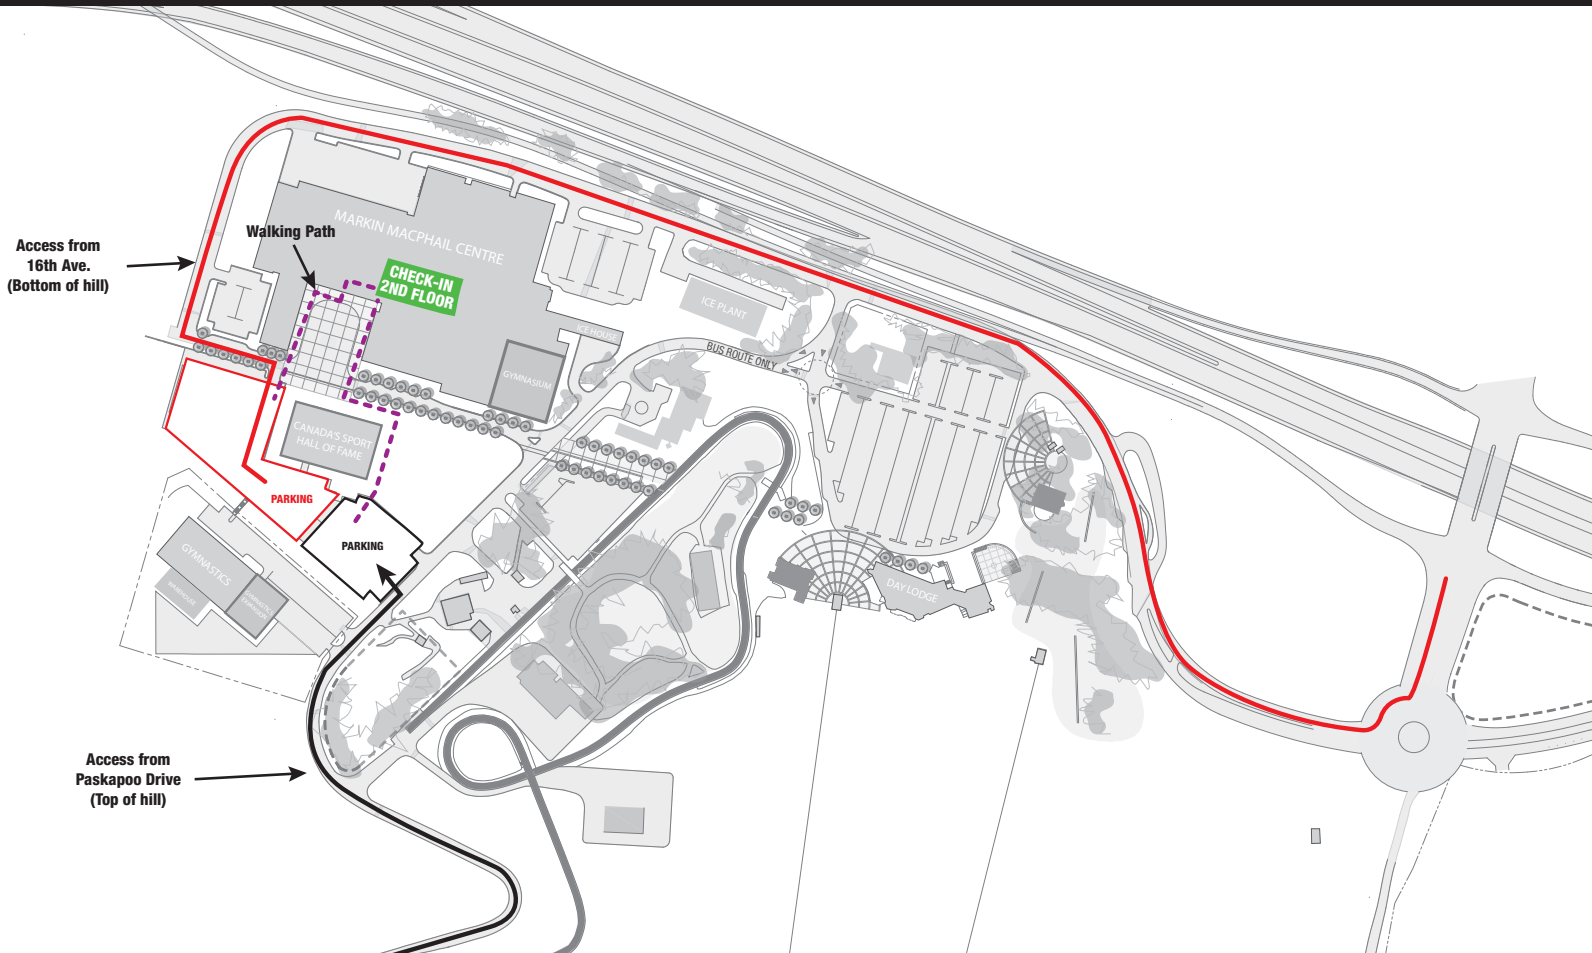 MARKIN MACPHAIL CENTRE
Walking Path
Access from
16th Ave.
(Bottom of hill)
CHECK-IN
2ND FLOOR
ICE PLANT
ICE HOUSE
BUS ROUTE ONLY
GYMNASIUM
CANADA'S SPORT
HALL OF FAME
PARKING
PARKING
GYMNASTICS
DAY LODGE
Access from
Paskapoo Drive
(Top of hill)